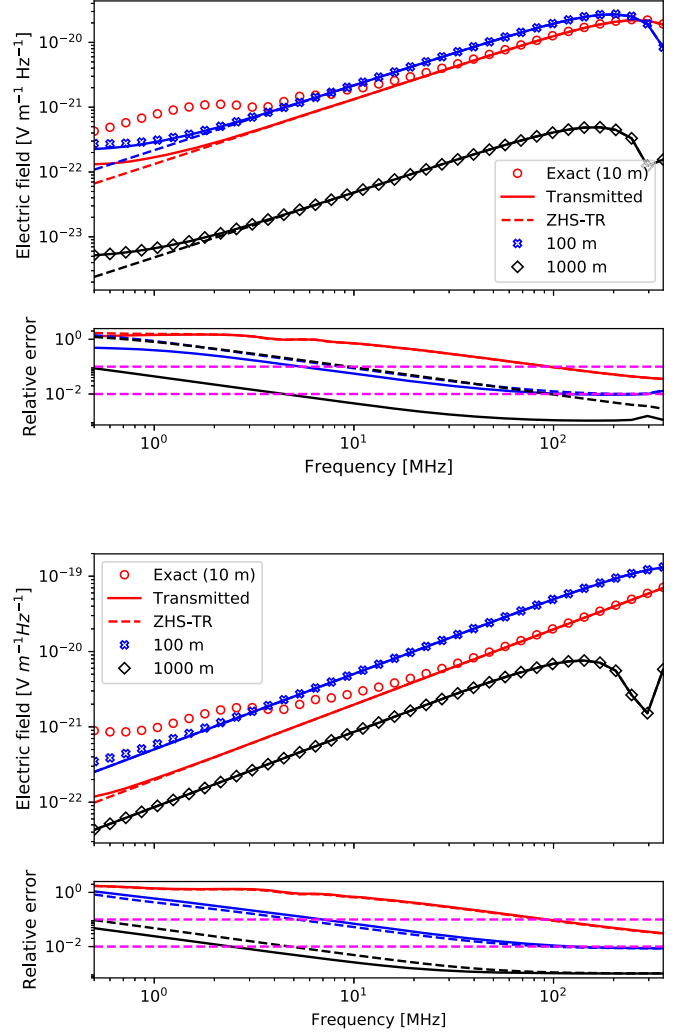 Electric field [V m⁻¹ Hz⁻¹]
10⁻²⁰
10⁻²¹
10⁻²²
10⁻²³
Exact (10 m)
Transmitted
ZHS-TR
100 m
1000 m
Relative error
10⁰
10⁻²
10⁰
10¹
10²
Frequency [MHz]
Electric field [V m⁻¹Hz⁻¹]
10⁻¹⁹
10⁻²⁰
10⁻²¹
10⁻²²
Exact (10 m)
Transmitted
ZHS-TR
100 m
1000 m
Relative error
10⁰
10⁻²
10⁰
10¹
10²
Frequency [MHz]